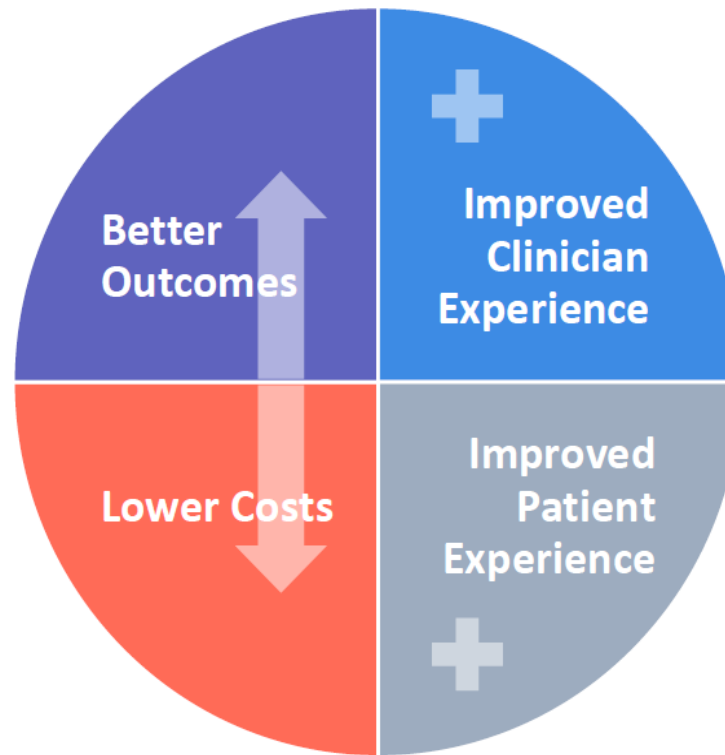 Better
Outcomes
Improved
Clinician
Experience
Lower Costs
Improved
Patient
Experience